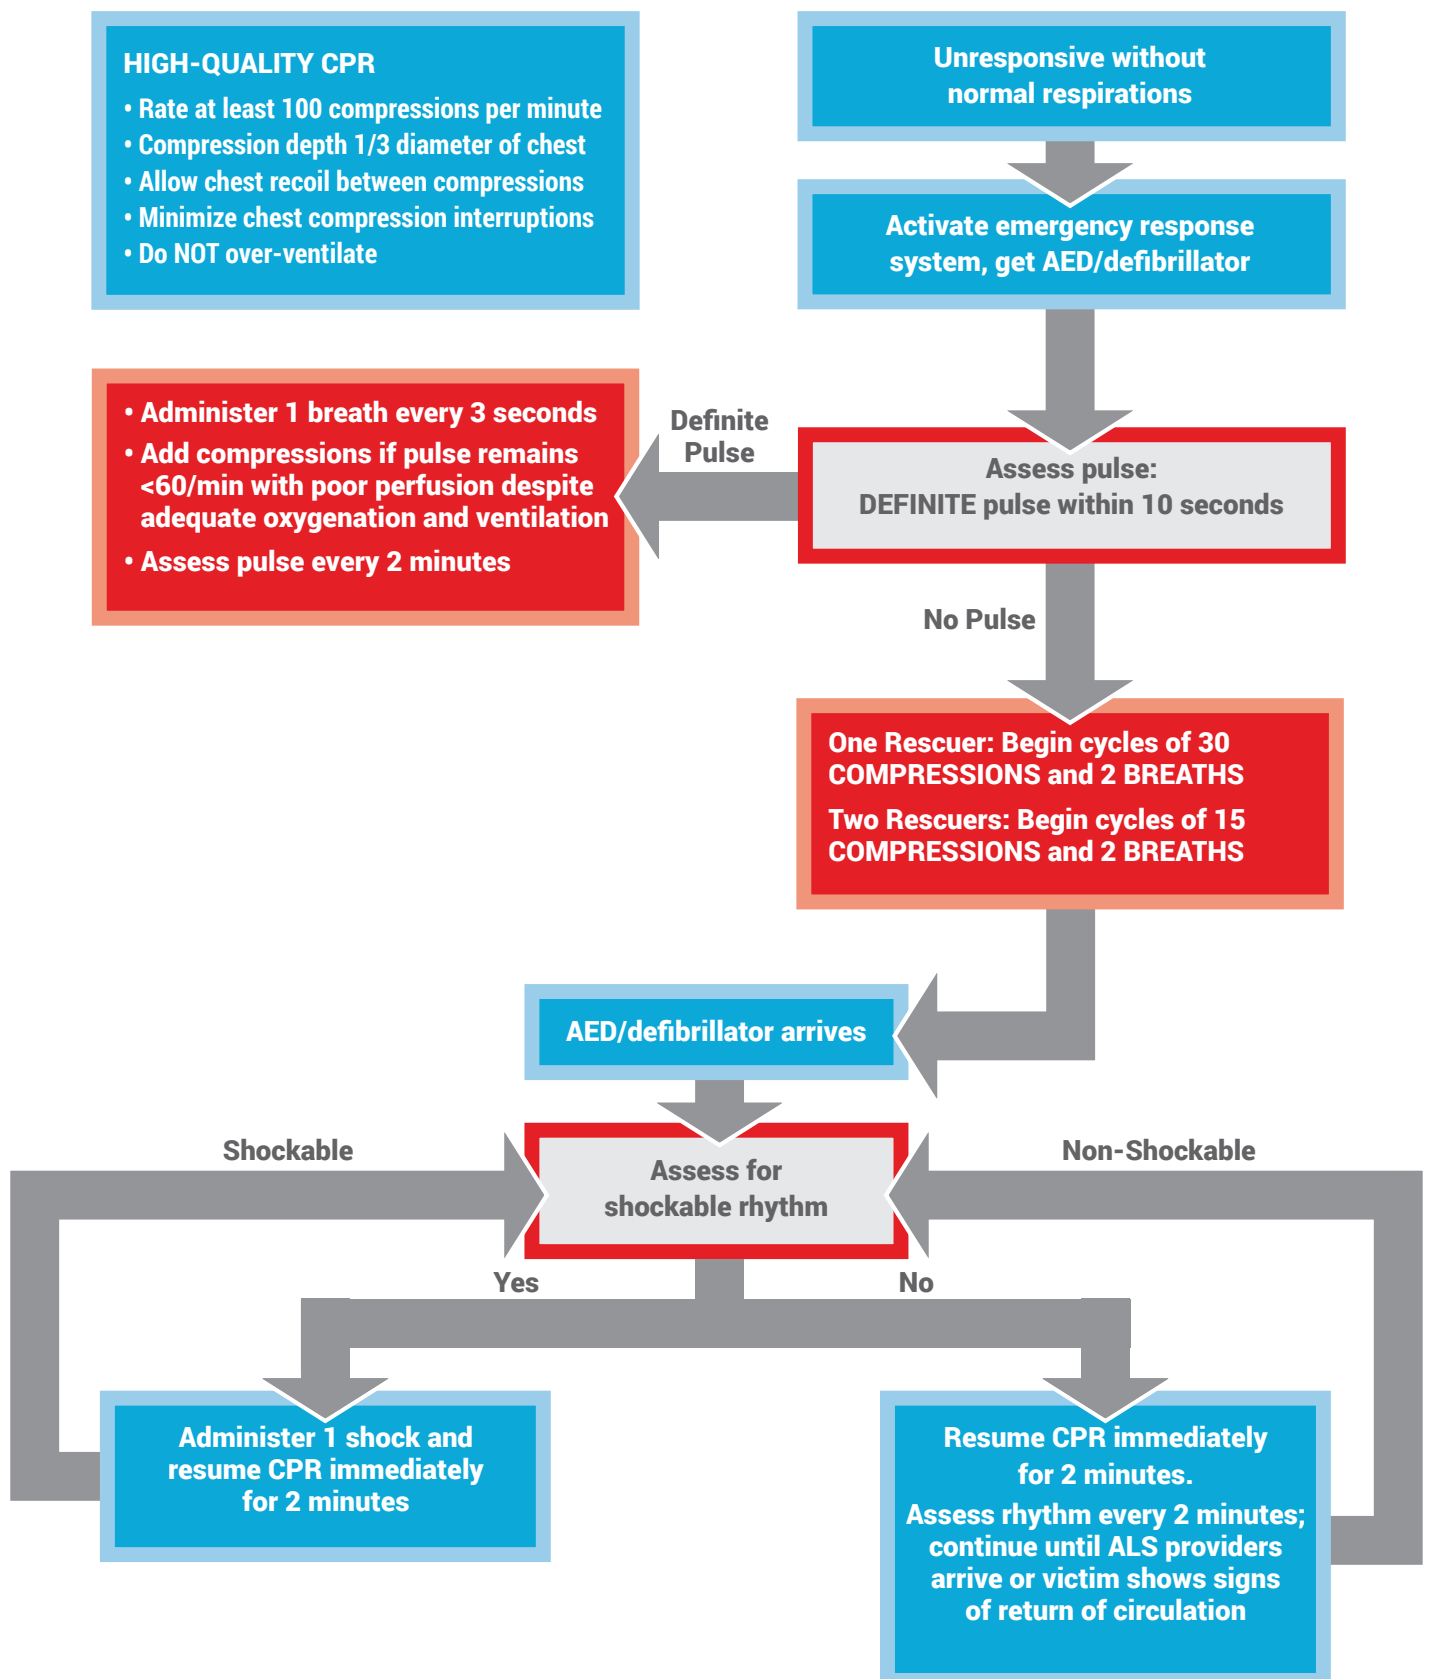 HIGH-QUALITY CPR
• Rate at least 100 compressions per minute
• Compression depth 1/3 diameter of chest
• Allow chest recoil between compressions
• Minimize chest compression interruptions
• Do NOT over-ventilate
Unresponsive without
normal respirations
Activate emergency response
system, get AED/defibrillator
Assess pulse:
DEFINITE pulse within 10 seconds
Definite
Pulse
• Administer 1 breath every 3 seconds
• Add compressions if pulse remains
<60/min with poor perfusion despite
adequate oxygenation and ventilation
• Assess pulse every 2 minutes
No Pulse
One Rescuer: Begin cycles of 30
COMPRESSIONS and 2 BREATHS
Two Rescuers: Begin cycles of 15
COMPRESSIONS and 2 BREATHS
AED/defibrillator arrives
Shockable
Assess for
shockable rhythm
Non-Shockable
Yes
No
Administer 1 shock and
resume CPR immediately
for 2 minutes
Resume CPR immediately
for 2 minutes.
Assess rhythm every 2 minutes;
continue until ALS providers
arrive or victim shows signs
of return of circulation